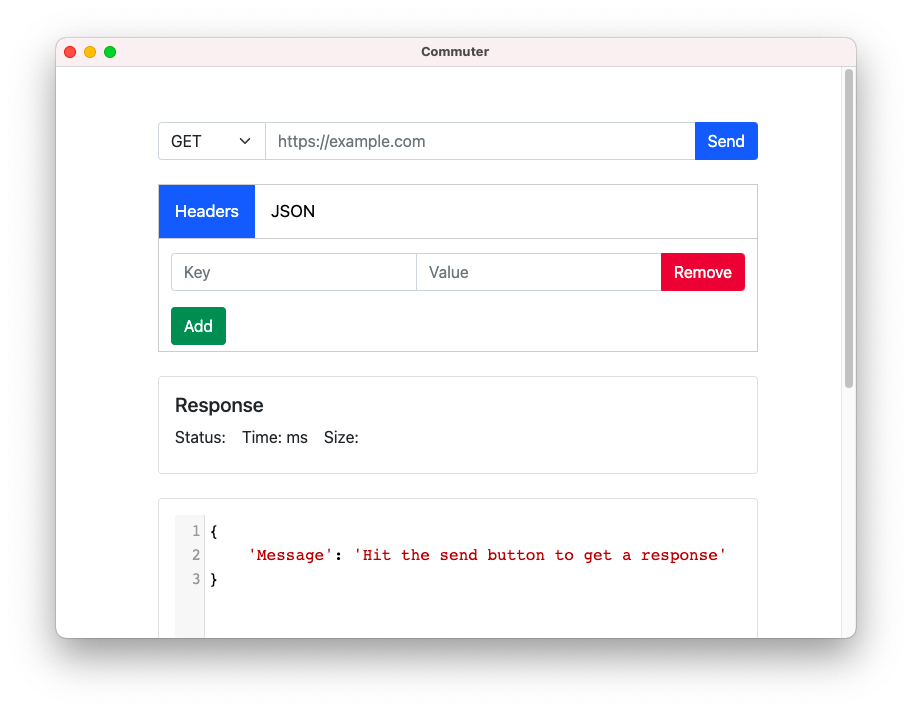 Commuter
GET https://example.com Send
Headers JSON
Key Value Remove
Add
Response
Status: Time: ms Size:
1 {
2 'Message': 'Hit the send button to get a response'
3 }